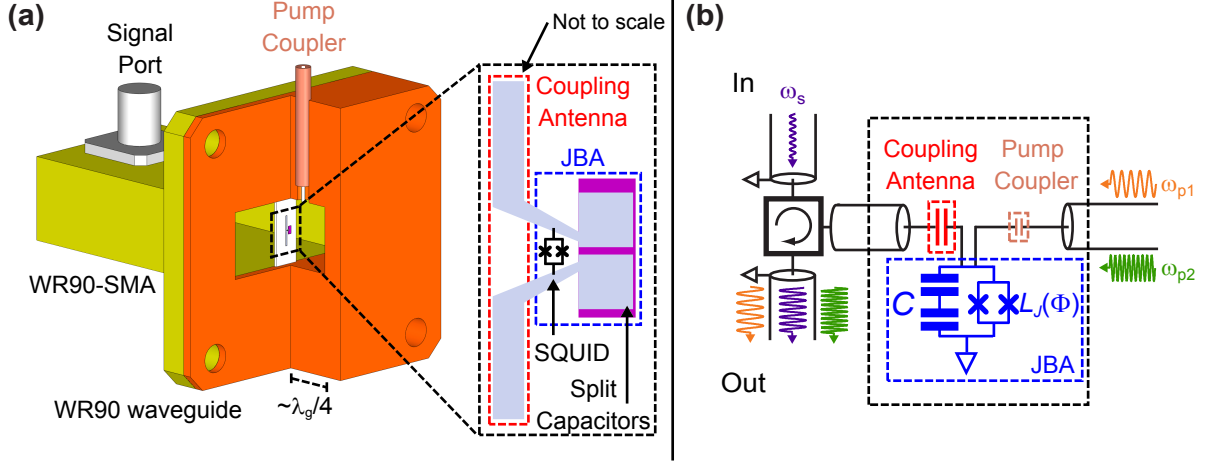 (a)
Signal
Port
Pump
Coupler
Not to scale
Coupling
Antenna
JBA
WR90-SMA
SQUID
Split
Capacitors
WR90 waveguide
~λg/4
(b)
In
ωs
Coupling
Antenna
Pump
Coupler
ωp1
ωp2
C
LJ(Φ)
JBA
Out